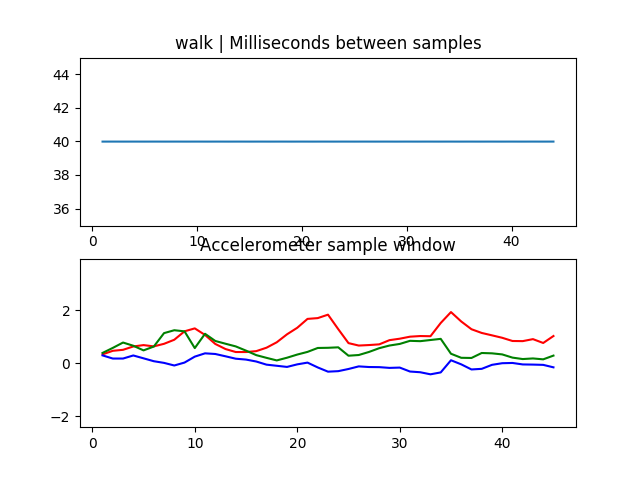 walk | Milliseconds between samples
44
42
40
38
36
0 10 20 30 40
Accelerometer sample window
2
0
−2
0 10 20 30 40